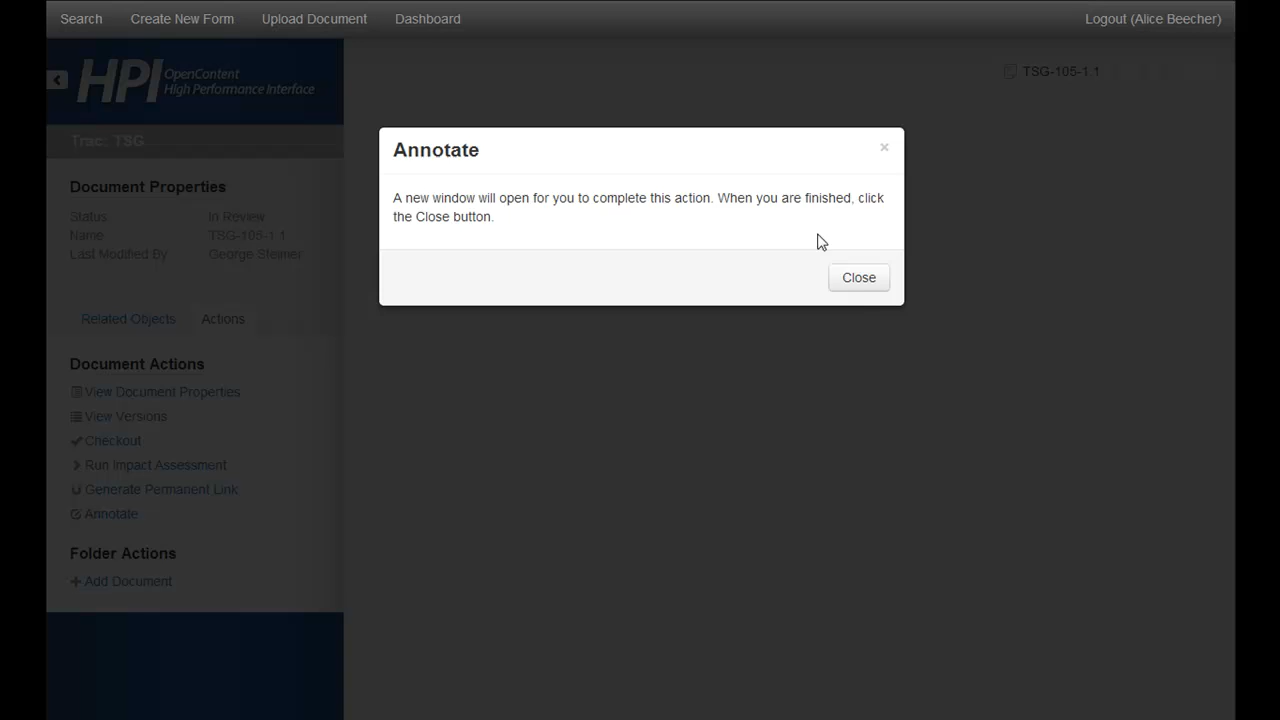 Search Create New Form Upload Document Dashboard Logout (Alice Beecher)
HPI OpenContent
High Performance Interface
TSG-105-1.1
Trac: TSG
Annotate ×
A new window will open for you to complete this action. When you are finished, click
the Close button.
Close
Document Properties
Status In Review
Name TSG-105-1.1
Last Modified By George Steimer
Related Objects Actions
Document Actions
View Document Properties
View Versions
Checkout
Run Impact Assessment
Generate Permanent Link
Annotate
Folder Actions
Add Document